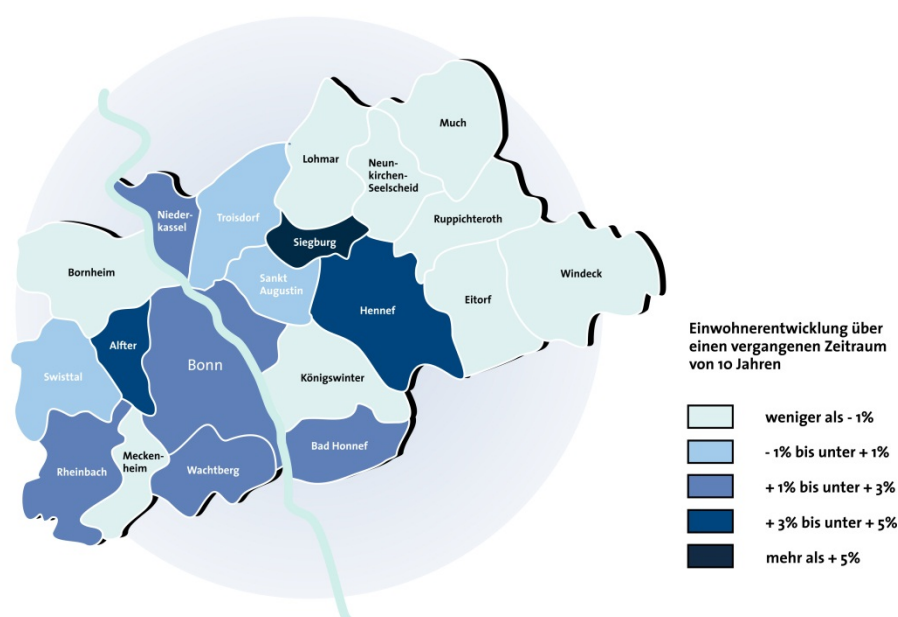 Much
Lohmar
Neun-
kirchen-
Seelscheid
Nieder-
kassel
Troisdorf
Ruppichteroth
Siegburg
Bornheim
Sankt
Augustin
Windeck
Hennef
Eitorf
Alfter
Bonn
Swisttal
Königswinter
Bad Honnef
Mecken-
heim
Rheinbach
Wachtberg
Einwohnerentwicklung über
einen vergangenen Zeitraum
von 10 Jahren
weniger als - 1%
- 1% bis unter + 1%
+ 1% bis unter + 3%
+ 3% bis unter + 5%
mehr als + 5%